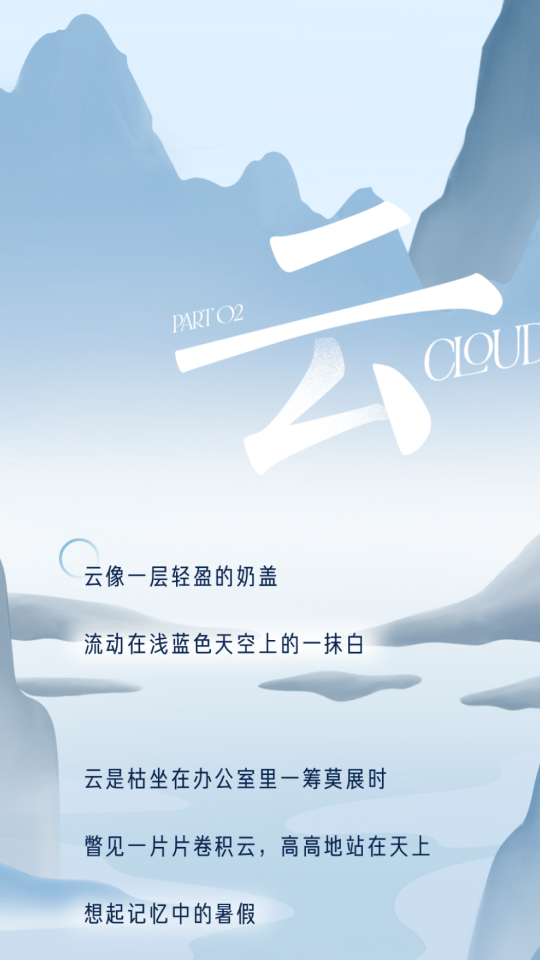 PART 02
云
CLOUD
云像一层轻盈的奶盖
流动在浅蓝色天空上的一抹白
云是枯坐在办公室里一筹莫展时
瞥见一片片卷积云，高高地站在天上
想起记忆中的暑假